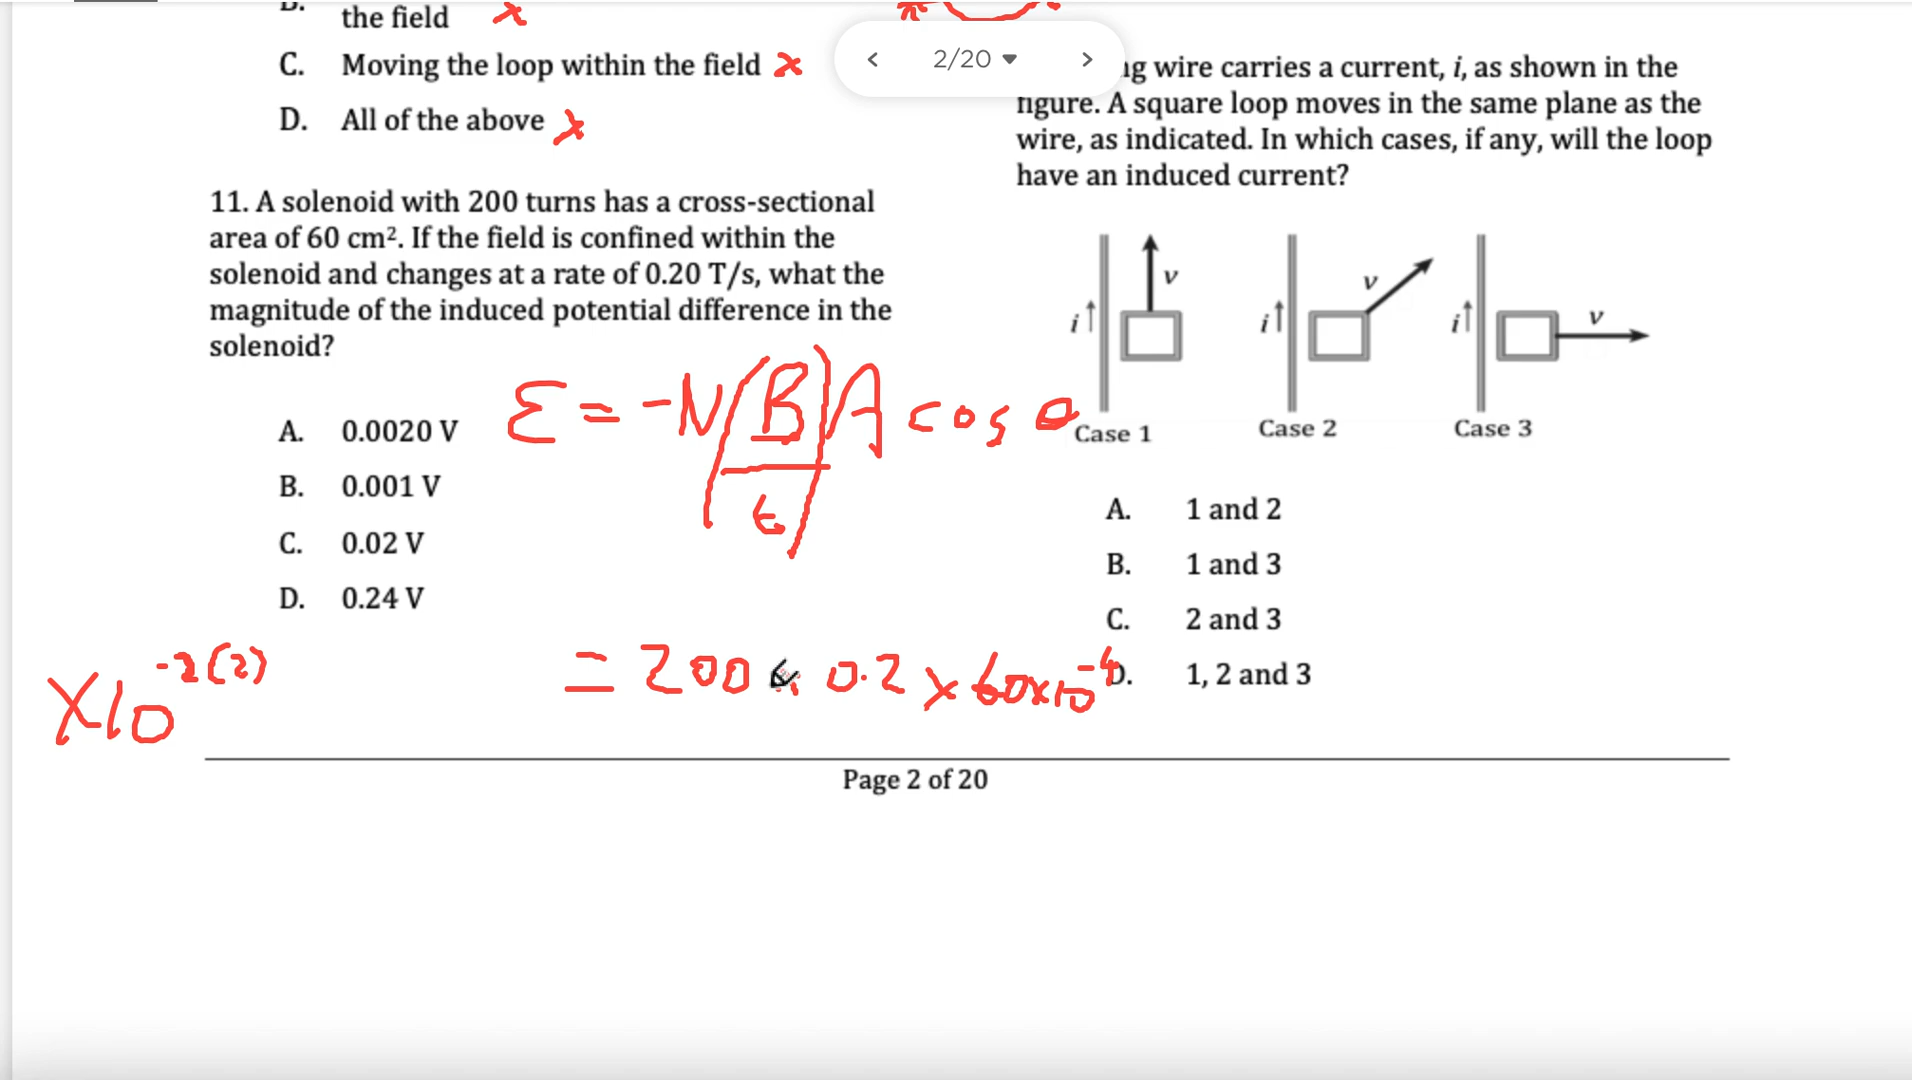 the field x
C. Moving the loop within the field x
D. All of the above x
11. A solenoid with 200 turns has a cross-sectional
area of 60 cm². If the field is confined within the
solenoid and changes at a rate of 0.20 T/s, what the
magnitude of the induced potential difference in the
solenoid?
ε = -N (B/t) A cos θ
A. 0.0020 V
B. 0.001 V
C. 0.02 V
D. 0.24 V
x10^-2(2)
= 200 x 0.2 x 60x10^-4
2/20
wire carries a current, i, as shown in the
figure. A square loop moves in the same plane as the
wire, as indicated. In which cases, if any, will the loop
have an induced current?
i v i v i v
Case 1 Case 2 Case 3
A. 1 and 2
B. 1 and 3
C. 2 and 3
D. 1, 2 and 3
Page 2 of 20